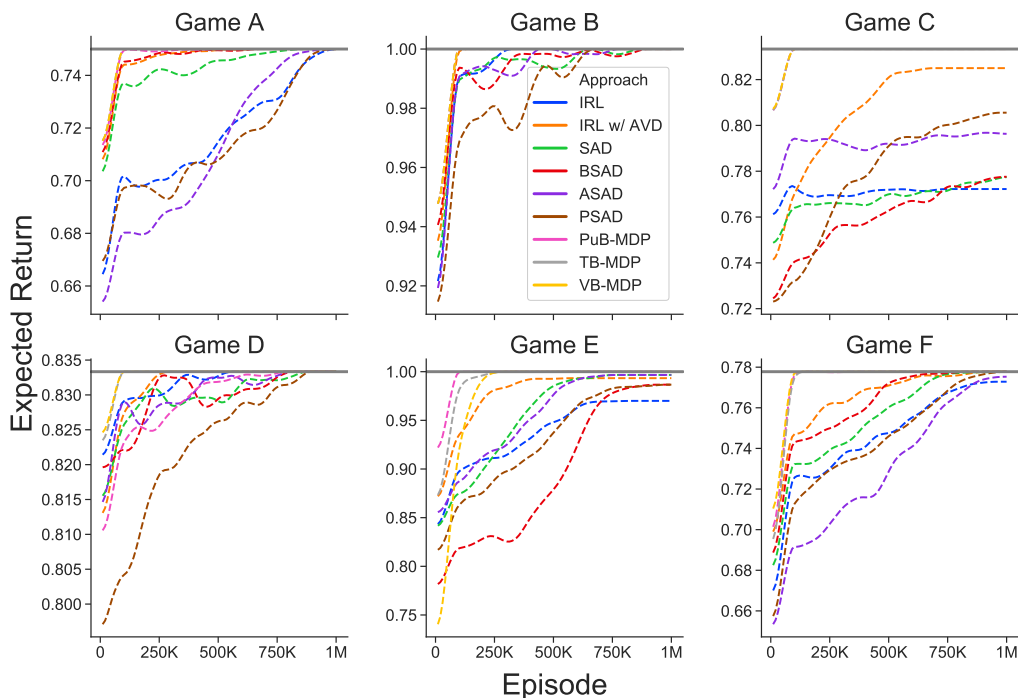 Game A
Game B
Game C
0.74
0.72
0.70
0.68
0.66
1.00
0.98
0.96
0.94
0.92
Approach
IRL
IRL w/ AVD
SAD
BSAD
ASAD
PSAD
PuB-MDP
TB-MDP
VB-MDP
0.82
0.80
0.78
0.76
0.74
0.72
Expected Return
Game D
Game E
Game F
0.835
0.830
0.825
0.820
0.815
0.810
0.805
0.800
0 250K 500K 750K 1M
1.00
0.95
0.90
0.85
0.80
0.75
0 250K 500K 750K 1M
0.78
0.76
0.74
0.72
0.70
0.68
0.66
0 250K 500K 750K 1M
Episode